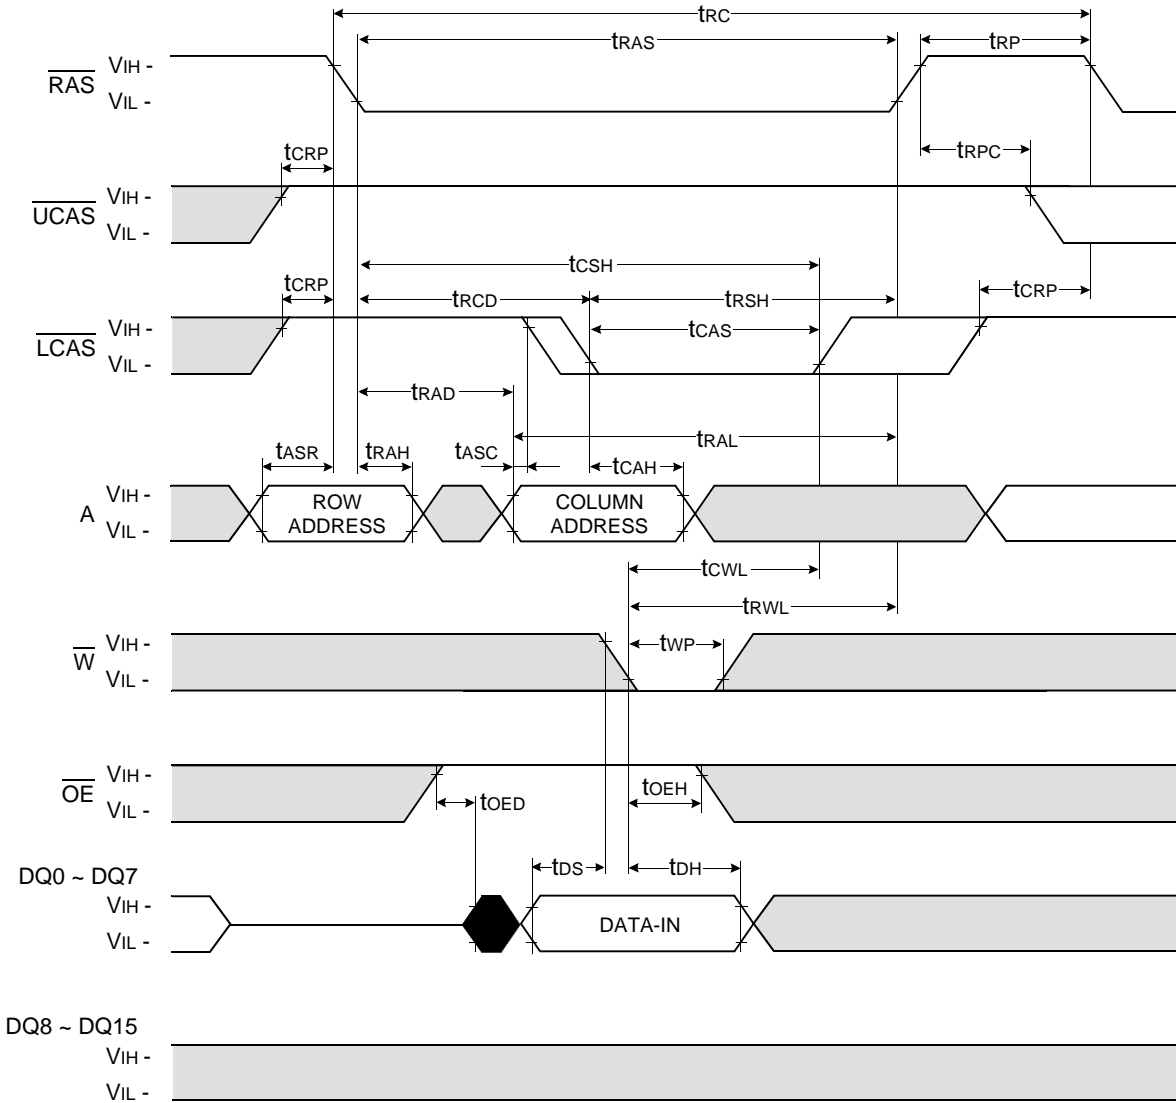 tRC
tRAS
tRP
RAS
VIH -
VIL -
tCRP
tRPC
UCAS
VIH -
VIL -
tCSH
tCRP
tRCD
tRSH
tCRP
LCAS
VIH -
VIL -
tCAS
tRAD
tRAL
tASR
tRAH
tASC
tCAH
A
VIH -
VIL -
ROW
ADDRESS
COLUMN
ADDRESS
tCWL
tRWL
W
VIH -
VIL -
tWP
OE
VIH -
VIL -
tOED
tOEH
tDS
tDH
DQ0 ~ DQ7
VIH -
VIL -
DATA-IN
DQ8 ~ DQ15
VIH -
VIL -